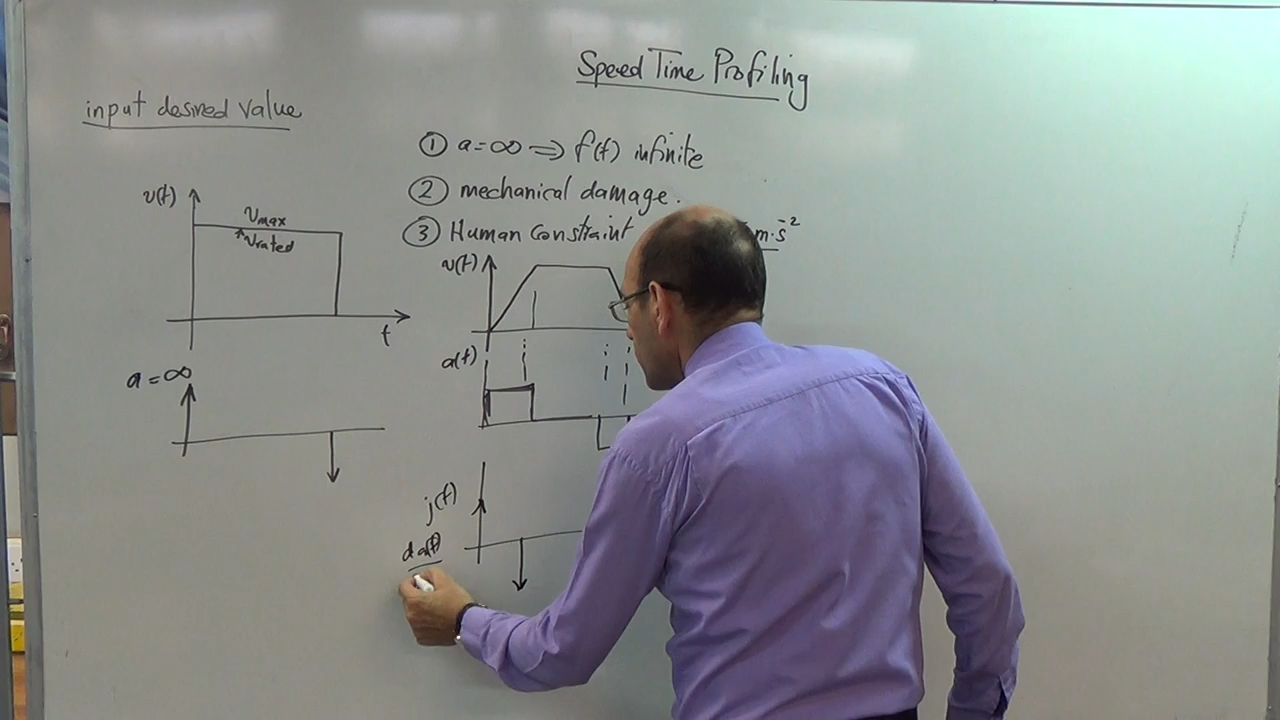 Speed Time Profiling
input desired value
① a = ∞ ⇒ f(t) infinite
② mechanical damage.
③ Human Constraint m·s⁻²
v(t)
vmax
vrated
t
a = ∞
v(t)
a(t)
j(t)
da(t)